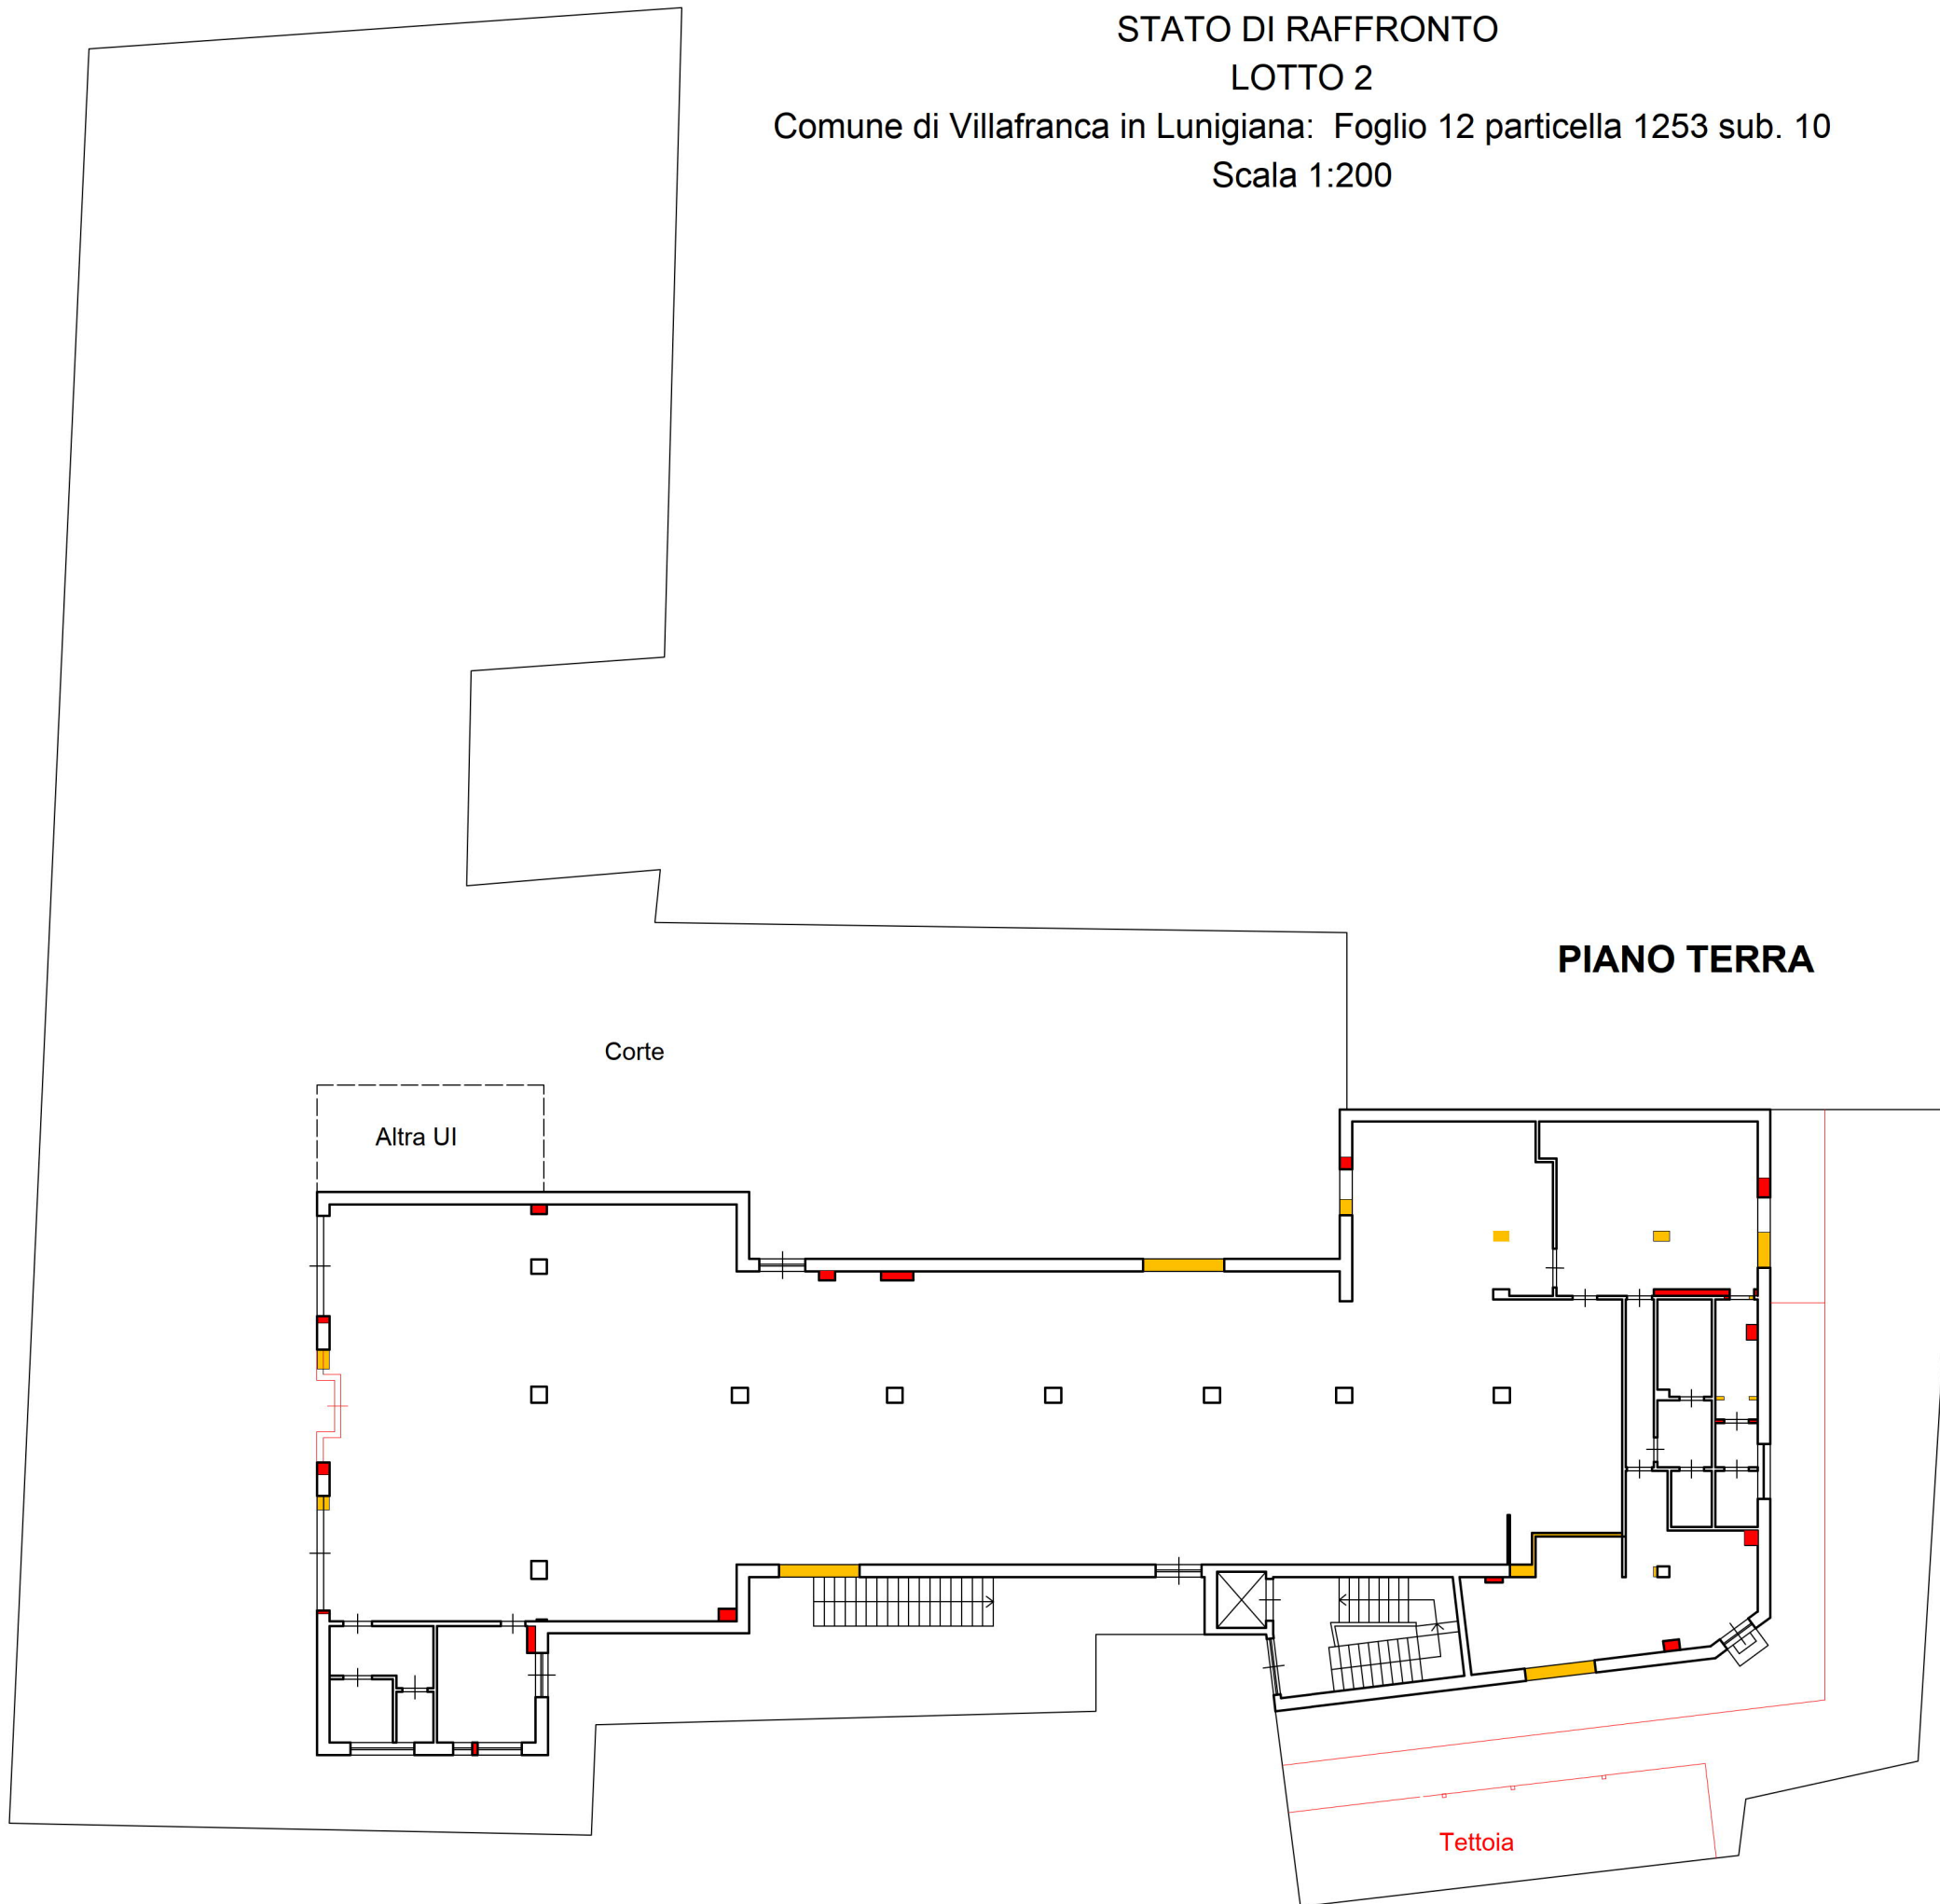 STATO DI RAFFRONTO
LOTTO 2
Comune di Villafranca in Lunigiana: Foglio 12 particella 1253 sub. 10
Scala 1:200
PIANO TERRA
Corte
Altra UI
Tettoia